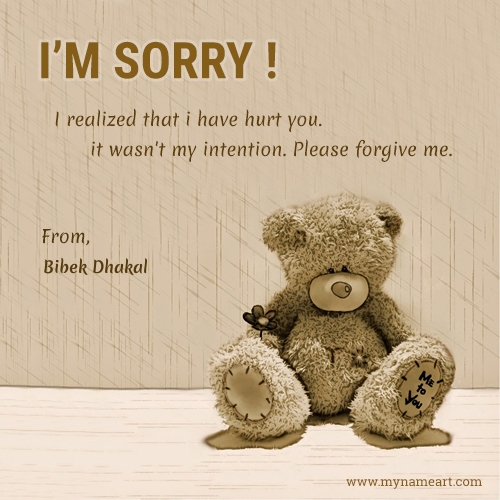 I'M SORRY !
I realized that i have hurt you.
it wasn't my intention. Please forgive me.
From,
Bibek Dhakal
ME
to
You
www.mynameart.com